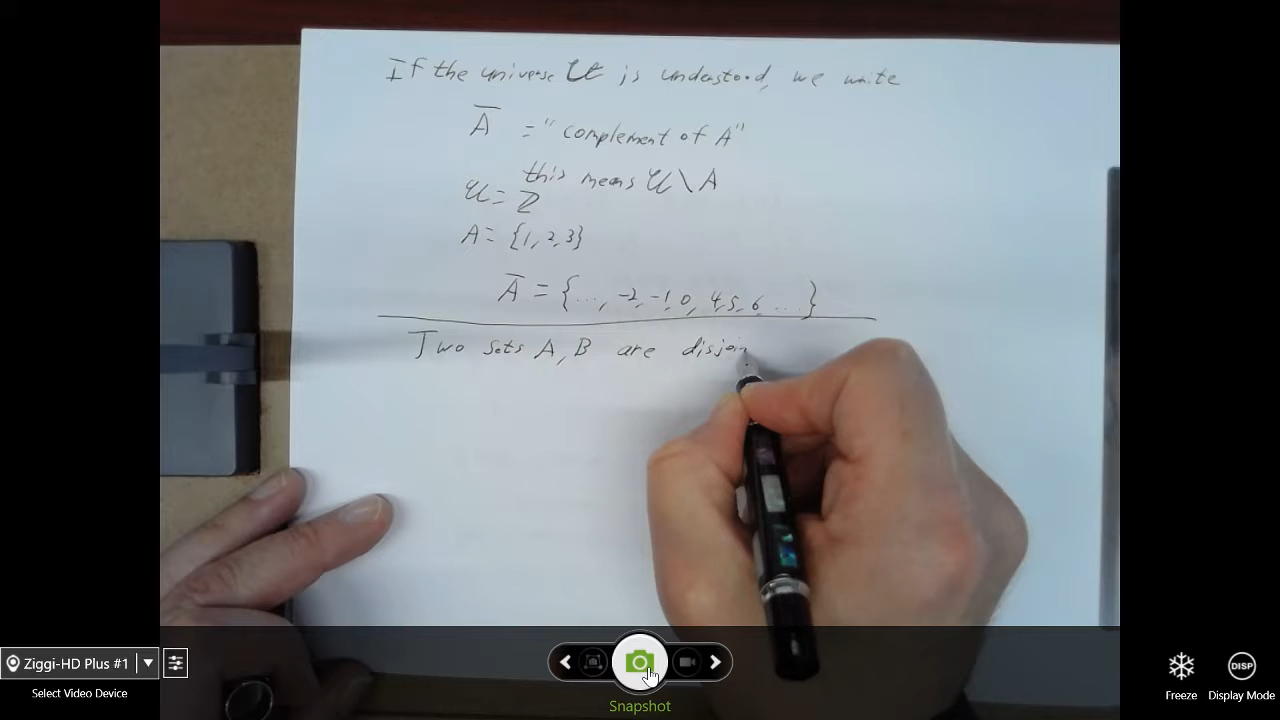 If the universe U is understood, we write
Ā = "complement of A"
this means U \ A
U = ℤ
A = {1, 2, 3}
Ā = {..., -2, -1, 0, 4, 5, 6, ...}
Two sets A, B are disjoin
Ziggi-HD Plus #1
Select Video Device
Snapshot
Freeze
DISP
Display Mode